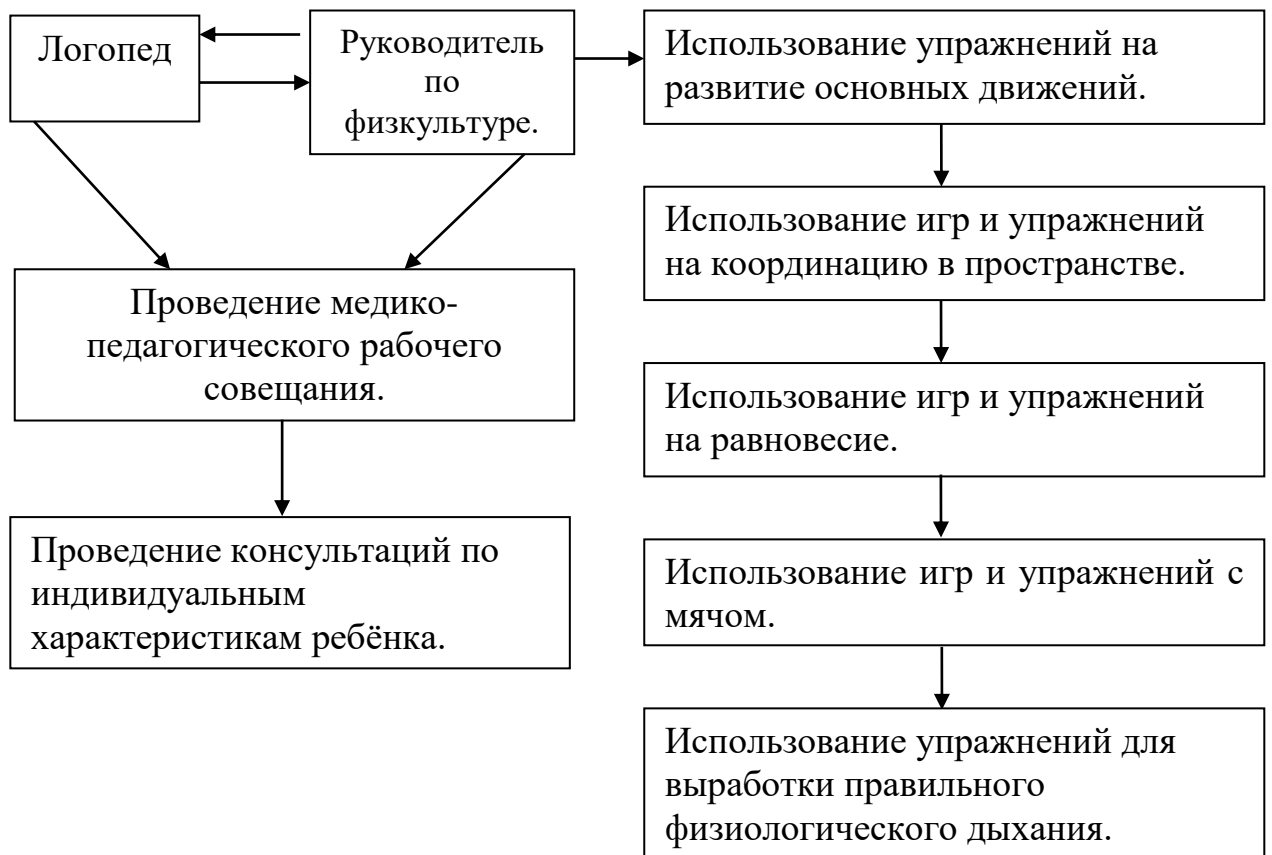 Логопед
Руководитель
по
физкультуре.
Проведение медико-
педагогического рабочего
совещания.
Проведение консультаций по
индивидуальным
характеристикам ребёнка.
Использование упражнений на
развитие основных движений.
Использование игр и упражнений
на координацию в пространстве.
Использование игр и упражнений
на равновесие.
Использование игр и упражнений с
мячом.
Использование упражнений для
выработки правильного
физиологического дыхания.